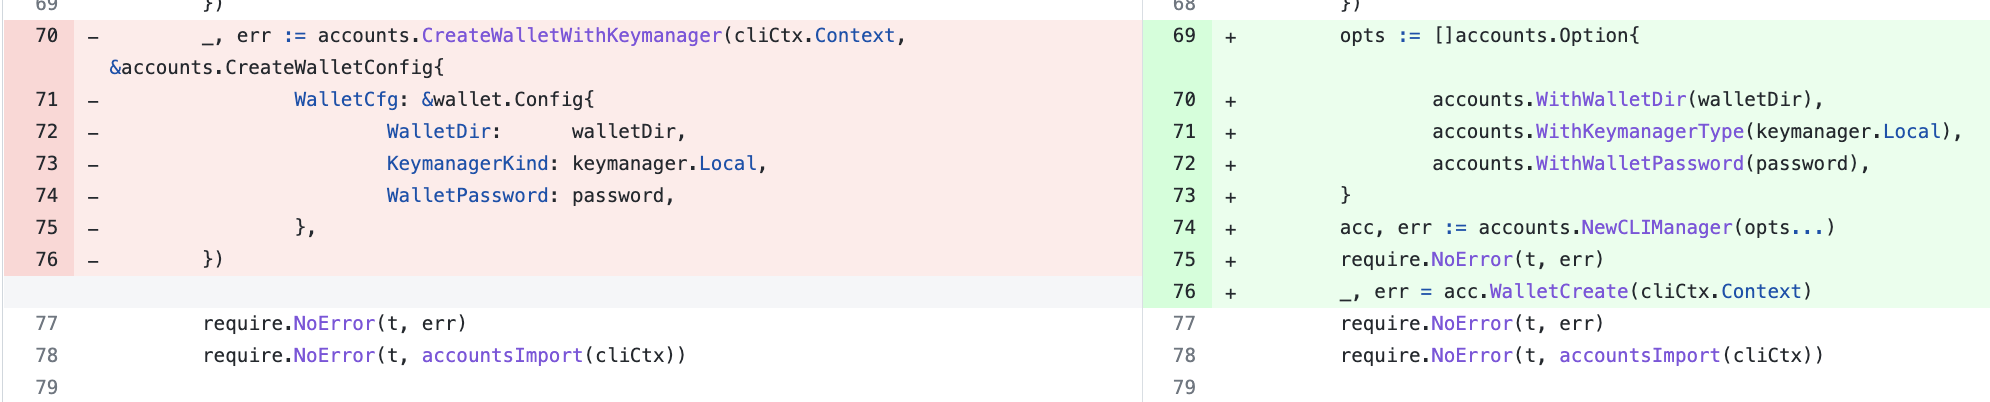 69 })
70 - _, err := accounts.CreateWalletWithKeymanager(cliCtx.Context,
&accounts.CreateWalletConfig{
71 - WalletCfg: &wallet.Config{
72 - WalletDir: walletDir,
73 - KeymanagerKind: keymanager.Local,
74 - WalletPassword: password,
75 - },
76 - })
77 require.NoError(t, err)
78 require.NoError(t, accountsImport(cliCtx))
79
68 })
69 + opts := []accounts.Option{
70 + accounts.WithWalletDir(walletDir),
71 + accounts.WithKeymanagerType(keymanager.Local),
72 + accounts.WithWalletPassword(password),
73 + }
74 + acc, err := accounts.NewCLIManager(opts...)
75 + require.NoError(t, err)
76 + _, err = acc.WalletCreate(cliCtx.Context)
77 require.NoError(t, err)
78 require.NoError(t, accountsImport(cliCtx))
79